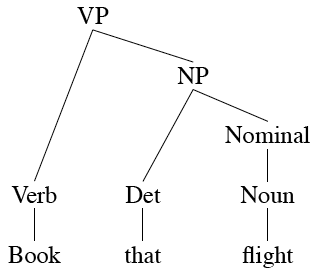 VP
NP
Nominal
Verb Det Noun
Book that flight